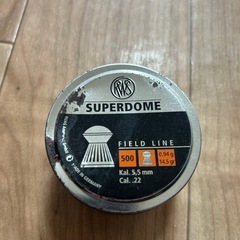 RWS
SUPERDOME
FIELD LINE
500
0,94 g
14,5 gr
Kal. 5,5 mm
Cal. .22
MADE IN GERMANY